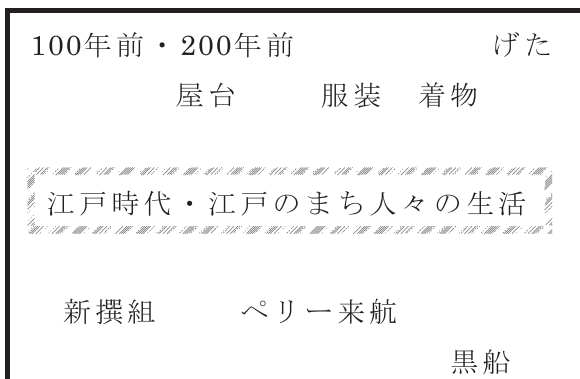 100年前・200年前 げた
屋台 服装 着物
江戸時代・江戸のまち人々の生活
新撰組 ペリー来航
黒船